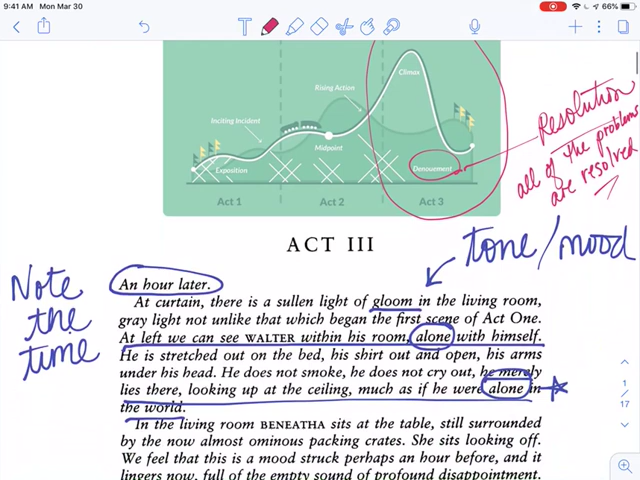 9:41 AM Mon 30
66%
Climax
Rising Action
Inciting Incident
Midpoint
Exposition
Denouement
Act 1
Act 2
Act 3
Resolution
all of the problems
are resolved
ACT III
tone/mood
Note
the
time
An hour later.
At curtain, there is a sullen light of gloom in the living room,
gray light not unlike that which began the first scene of Act One.
At left we can see WALTER within his room, alone with himself.
He is stretched out on the bed, his shirt out and open, his arms
under his head. He does not smoke, he does not cry out, he merely
lies there, looking up at the ceiling, much as if he were alone in
the world.
In the living room BENEATHA sits at the table, still surrounded
by the now almost ominous packing crates. She sits looking off.
We feel that this is a mood struck perhaps an hour before, and it
lingers now, full of the empty sound of profound disappointment.
1
17